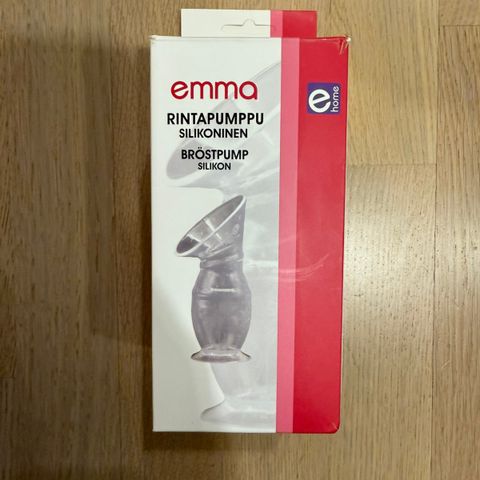 emma
RINTAPUMPPU
SILIKONINEN
BRÖSTPUMP
SILIKON
e
home